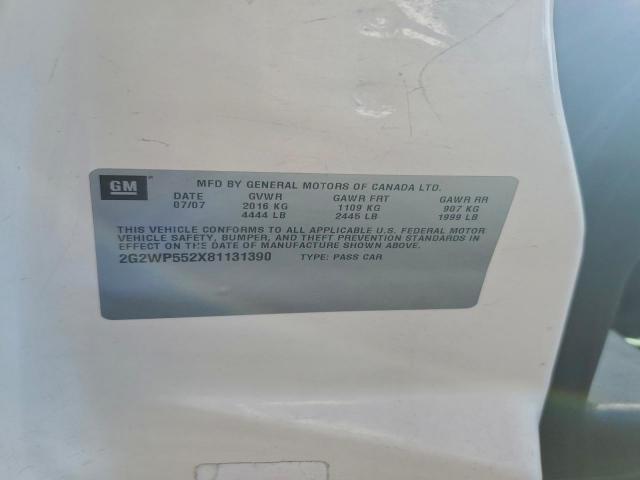 GM
MFD BY GENERAL MOTORS OF CANADA LTD.
DATE GVWR GAWR FRT GAWR RR
07/07 2016 KG 1109 KG 907 KG
4444 LB 2445 LB 1999 LB
THIS VEHICLE CONFORMS TO ALL APPLICABLE U.S. FEDERAL MOTOR
VEHICLE SAFETY, BUMPER, AND THEFT PREVENTION STANDARDS IN
EFFECT ON THE DATE OF MANUFACTURE SHOWN ABOVE.
2G2WP552X81131390 TYPE: PASS CAR